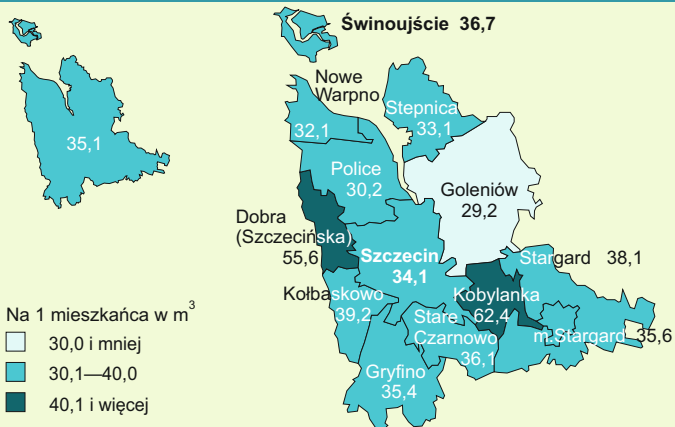 Świnoujście 36,7
35,1
Nowe
Warpno
32,1
Stepnica
33,1
Police
30,2
Goleniów
29,2
Dobra
(Szczecińska)
55,6
Szczecin
34,1
Stargard 38,1
Kołbaskowo
39,2
Kobylanka
62,4
Stare
Czarnowo
36,1
m.Stargard 35,6
Gryfino
35,4
Na 1 mieszkańca w m³
30,0 i mniej
30,1—40,0
40,1 i więcej